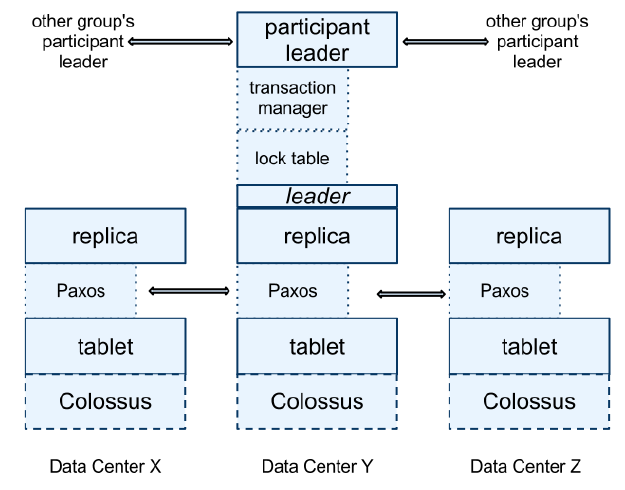 other group's
participant
leader
participant
leader
other group's
participant
leader
transaction
manager
lock table
leader
replica
replica
replica
Paxos
Paxos
Paxos
tablet
tablet
tablet
Colossus
Colossus
Colossus
Data Center X
Data Center Y
Data Center Z